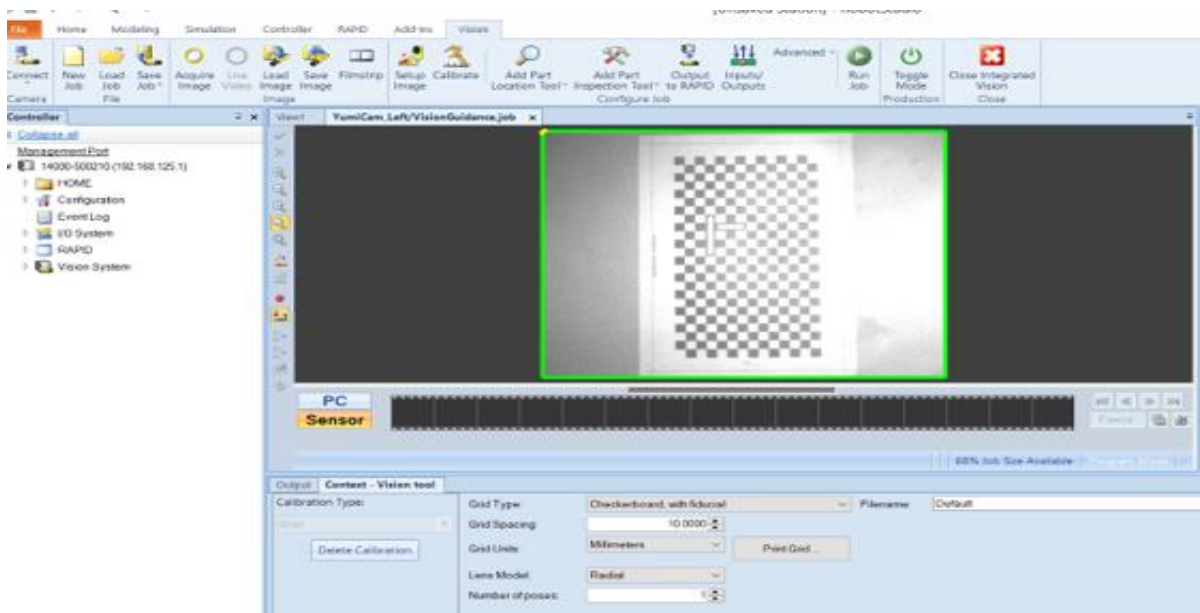 [Unsaved Station] - RobotStudio
File Home Modeling Simulation Controller RAPID Add-Ins Vision
Connect New Job Load Job Save Job Acquire Image Live Video Load Image Save Image Filmstrip Setup Image Calibrate Add Part Location Tool Add Part Inspection Tool Output to RAPID Inputs/ Outputs Advanced Run Job Toggle Mode Close Integrated Vision
Camera File Image Configure Job Production Close
Controller View1 YumiCam_Left/VisionGuidance.job
Collapse all
Management Port
14000-500210 (192.168.125.1)
HOME
Configuration
Event Log
I/O System
RAPID
Vision System
PC
Sensor
88% Job Size Available
Output Context - Vision tool
Calibration Type: Grid Type: Checkerboard, with fiducial Filename: Default
Grid Grid Spacing: 10.0000
Delete Calibration Grid Units: Millimeters Print Grid...
Lens Model: Radial
Number of poses: 1